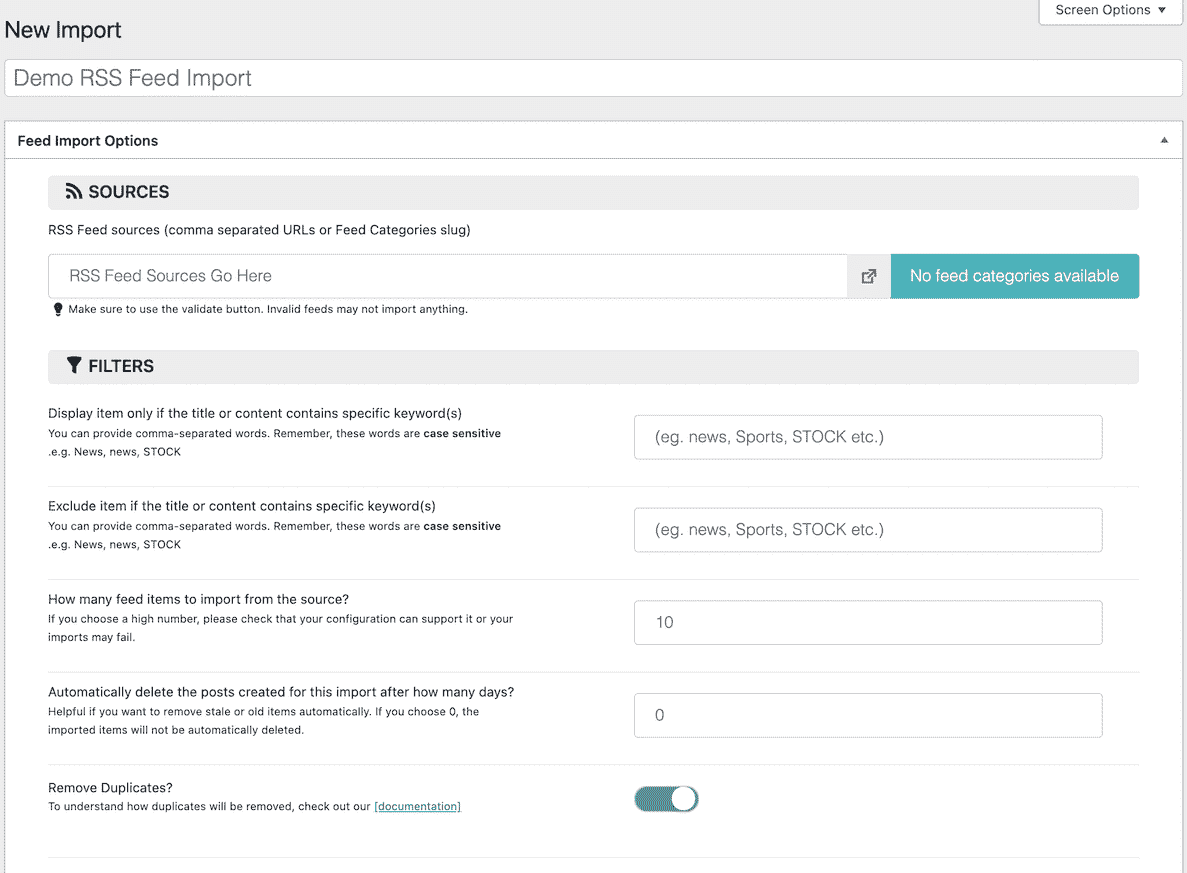 Screen Options
New Import
Demo RSS Feed Import
Feed Import Options
SOURCES
RSS Feed sources (comma separated URLs or Feed Categories slug)
RSS Feed Sources Go Here
No feed categories available
Make sure to use the validate button. Invalid feeds may not import anything.
FILTERS
Display item only if the title or content contains specific keyword(s)
You can provide comma-separated words. Remember, these words are case sensitive
.e.g. News, news, STOCK
(eg. news, Sports, STOCK etc.)
Exclude item if the title or content contains specific keyword(s)
You can provide comma-separated words. Remember, these words are case sensitive
.e.g. News, news, STOCK
(eg. news, Sports, STOCK etc.)
How many feed items to import from the source?
If you choose a high number, please check that your configuration can support it or your
imports may fail.
10
Automatically delete the posts created for this import after how many days?
Helpful if you want to remove stale or old items automatically. If you choose 0, the
imported items will not be automatically deleted.
0
Remove Duplicates?
To understand how duplicates will be removed, check out our [documentation]